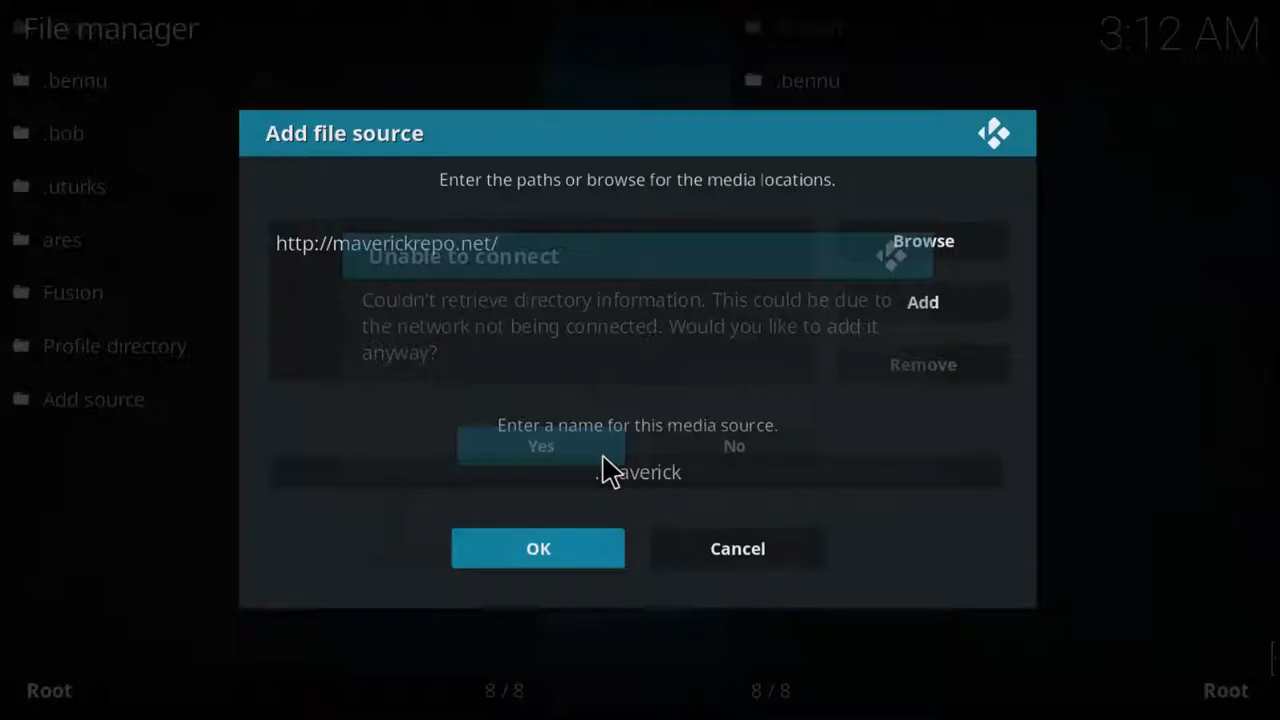 File manager
3:12 AM
.bennu
.bennu
.bob
.uturks
ares
Fusion
Profile directory
Add source
Add file source
Enter the paths or browse for the media locations.
http://maverickrepo.net/
Browse
Unable to connect
Couldn't retrieve directory information. This could be due to
the network not being connected. Would you like to add it
anyway?
Add
Remove
Enter a name for this media source.
Yes
No
.maverick
OK
Cancel
Root
8 / 8
8 / 8
Root